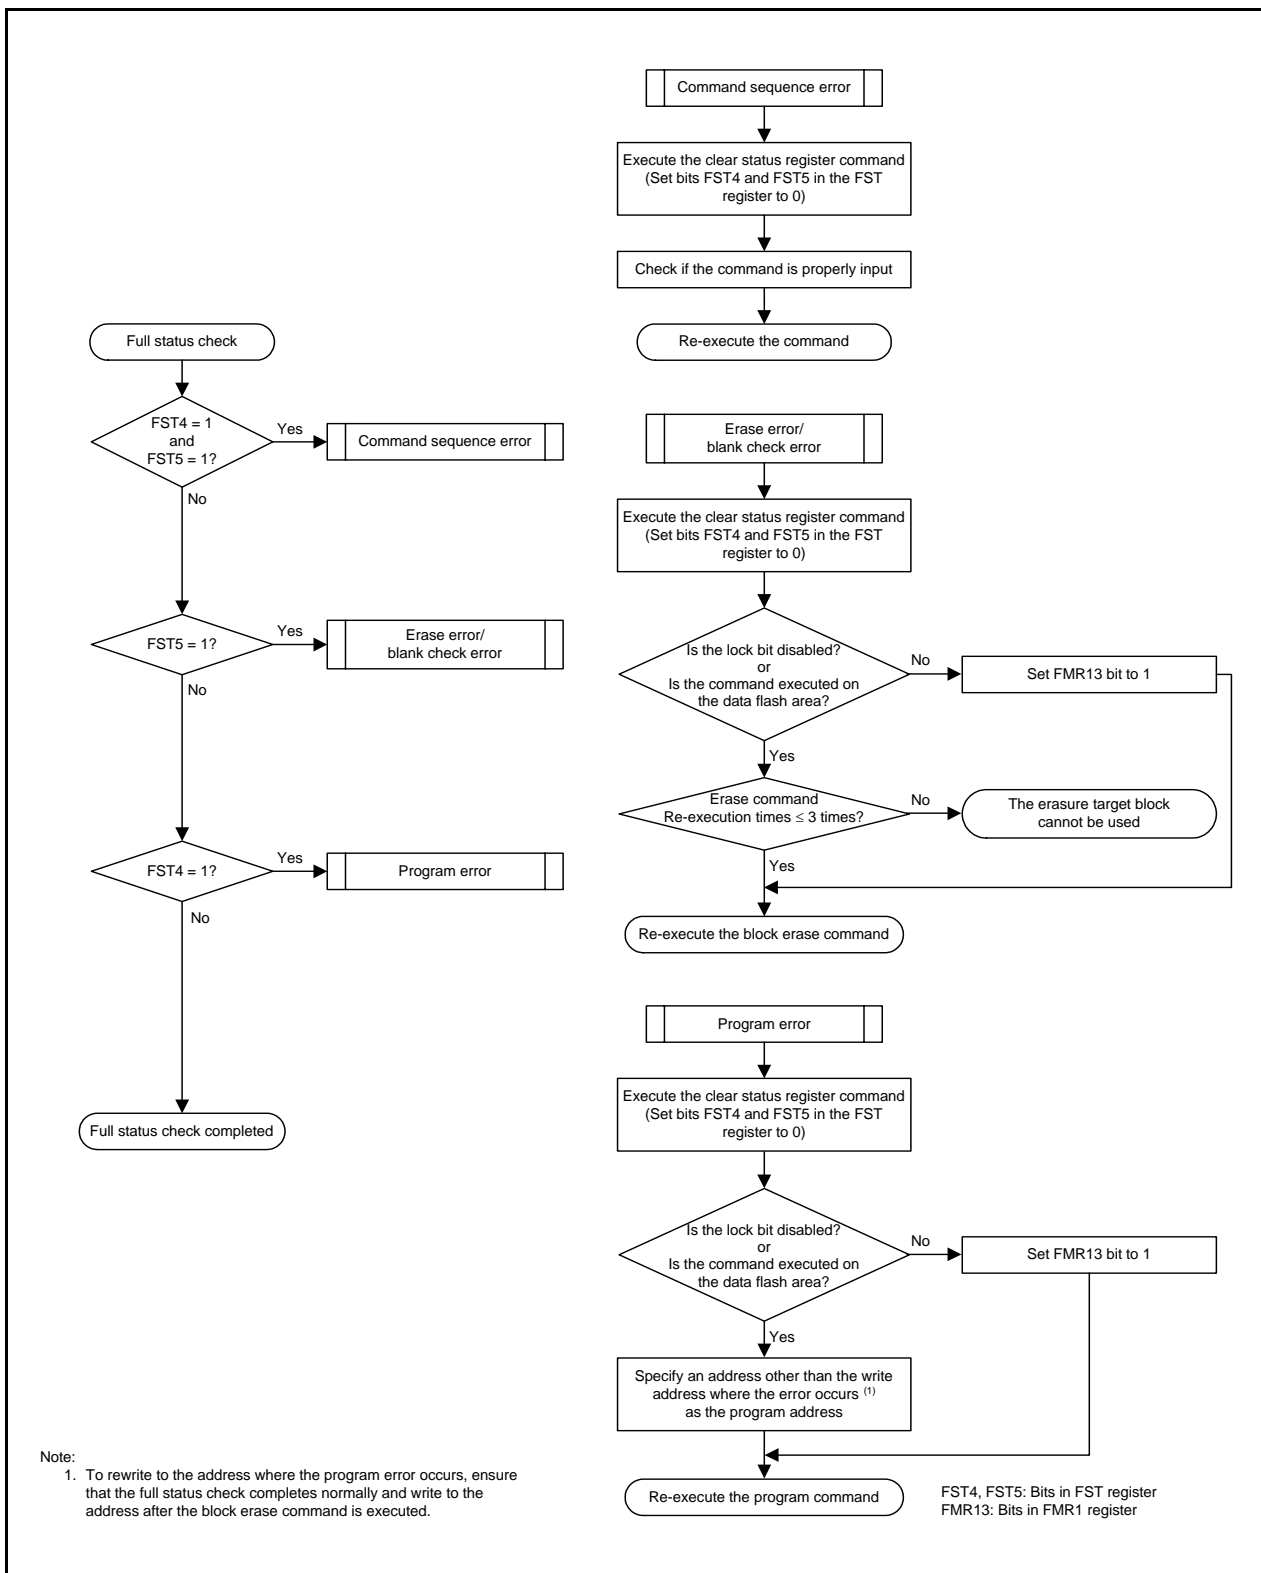 Command sequence error
Execute the clear status register command
(Set bits FST4 and FST5 in the FST
register to 0)
Check if the command is properly input
Re-execute the command
Full status check
FST4 = 1
and
FST5 = 1?
Yes
Command sequence error
No
FST5 = 1?
Yes
Erase error/
blank check error
No
FST4 = 1?
Yes
Program error
No
Full status check completed
Erase error/
blank check error
Execute the clear status register command
(Set bits FST4 and FST5 in the FST
register to 0)
Is the lock bit disabled?
or
Is the command executed on
the data flash area?
No
Set FMR13 bit to 1
Yes
Erase command
Re-execution times ≤ 3 times?
No
The erasure target block
cannot be used
Yes
Re-execute the block erase command
Program error
Execute the clear status register command
(Set bits FST4 and FST5 in the FST
register to 0)
Is the lock bit disabled?
or
Is the command executed on
the data flash area?
No
Set FMR13 bit to 1
Yes
Specify an address other than the write
address where the error occurs (1)
as the program address
Re-execute the program command
Note:
1. To rewrite to the address where the program error occurs, ensure
that the full status check completes normally and write to the
address after the block erase command is executed.
FST4, FST5: Bits in FST register
FMR13: Bits in FMR1 register